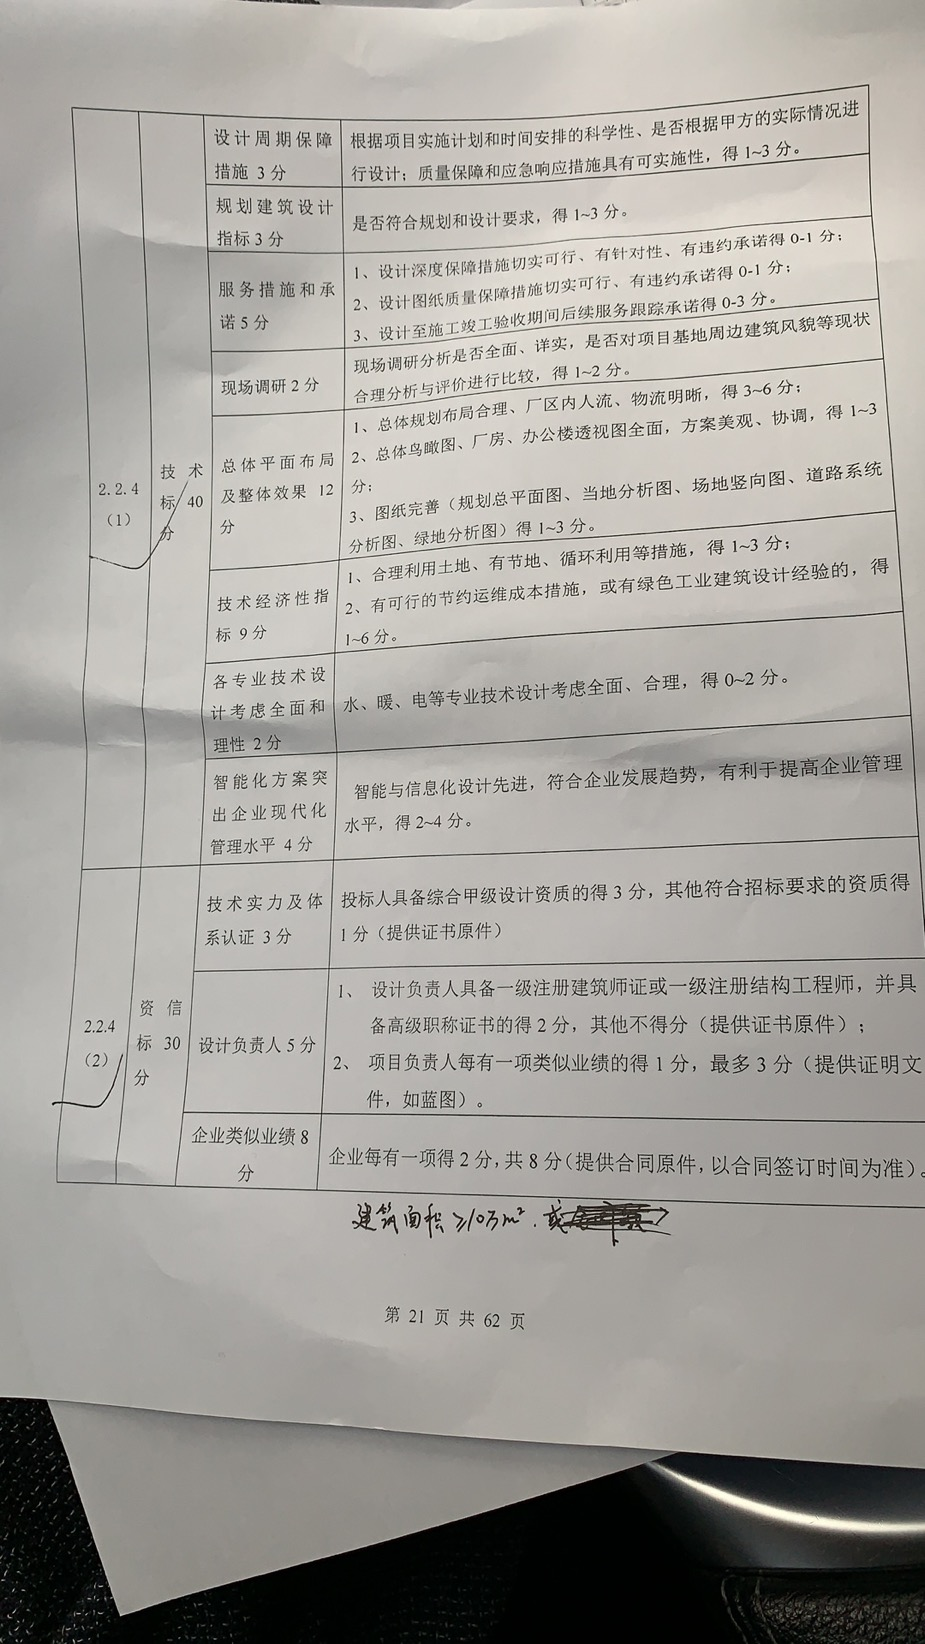 设计周期保障
措施 3 分
根据项目实施计划和时间安排的科学性、是否根据甲方的实际情况进
行设计；质量保障和应急响应措施具有可实施性，得 1~3 分。
规划建筑设计
指标 3 分
是否符合规划和设计要求，得 1~3 分。
服务措施和承
诺 5 分
1、设计深度保障措施切实可行、有针对性、有违约承诺得 0-1 分；
2、设计图纸质量保障措施切实可行、有违约承诺得 0-1 分；
3、设计至施工竣工验收期间后续服务跟踪承诺得 0-3 分。
现场调研 2 分
现场调研分析是否全面、详实，是否对项目基地周边建筑风貌等现状
合理分析与评价进行比较，得 1~2 分。
2.2.4
（1）
技术
标 40
分
总体平面布局
及整体效果 12
分
1、总体规划布局合理、厂区内人流、物流明晰，得 3~6 分；
2、总体鸟瞰图、厂房、办公楼透视图全面，方案美观、协调，得 1~3
分；
3、图纸完善（规划总平面图、当地分析图、场地竖向图、道路系统
分析图、绿地分析图）得 1~3 分。
技术经济性指
标 9 分
1、合理利用土地、有节地、循环利用等措施，得 1~3 分；
2、有可行的节约运维成本措施，或有绿色工业建筑设计经验的，得
1~6 分。
各专业技术设
计考虑全面和
理性 2 分
水、暖、电等专业技术设计考虑全面、合理，得 0~2 分。
智能化方案突
出企业现代化
管理水平 4 分
智能与信息化设计先进，符合企业发展趋势，有利于提高企业管理
水平，得 2~4 分。
2.2.4
（2）
资信
标 30
分
技术实力及体
系认证 3 分
投标人具备综合甲级设计资质的得 3 分，其他符合招标要求的资质得
1 分（提供证书原件）
设计负责人 5 分
1、 设计负责人具备一级注册建筑师证或一级注册结构工程师，并具
备高级职称证书的得 2 分，其他不得分（提供证书原件）；
2、 项目负责人每有一项类似业绩的得 1 分，最多 3 分（提供证明文
件，如蓝图）。
企业类似业绩 8
分
企业每有一项得 2 分，共 8 分（提供合同原件，以合同签订时间为准）。
建筑面积≥10万m². 或
第 21 页 共 62 页